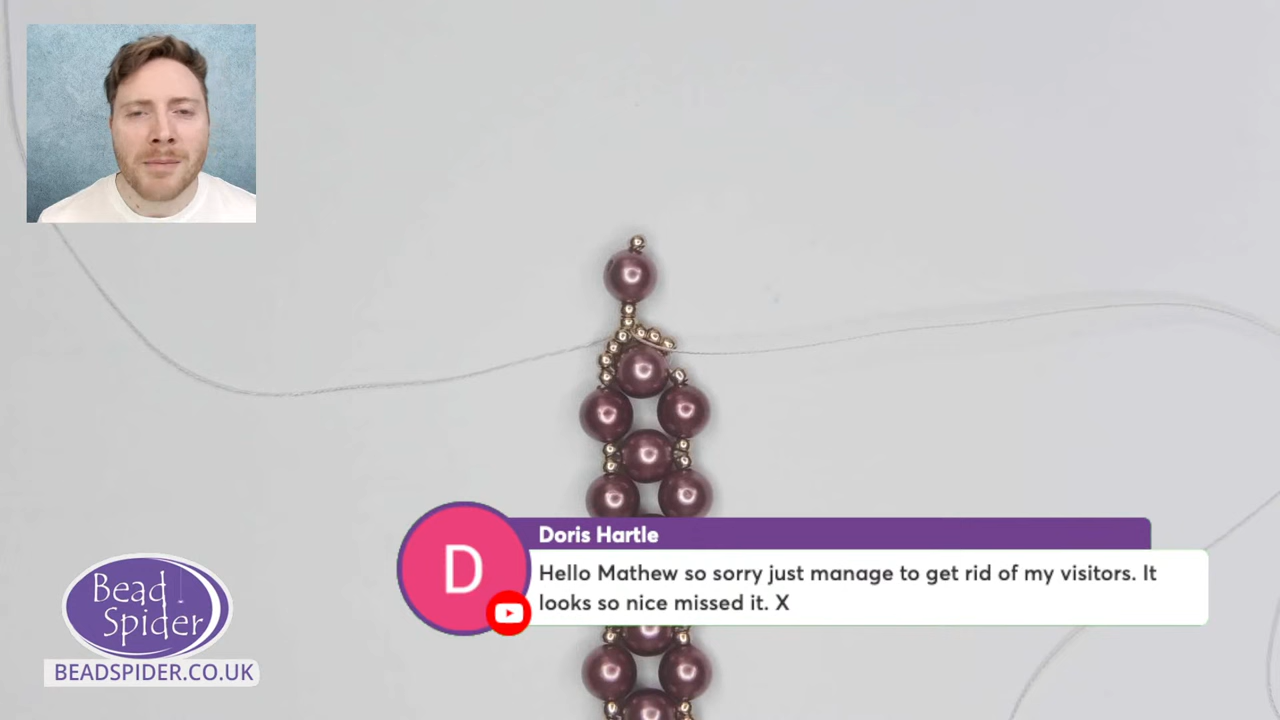 Doris Hartle
D
Hello Mathew so sorry just manage to get rid of my visitors. It
looks so nice missed it. X
Bead
Spider
BEADSPIDER.CO.UK